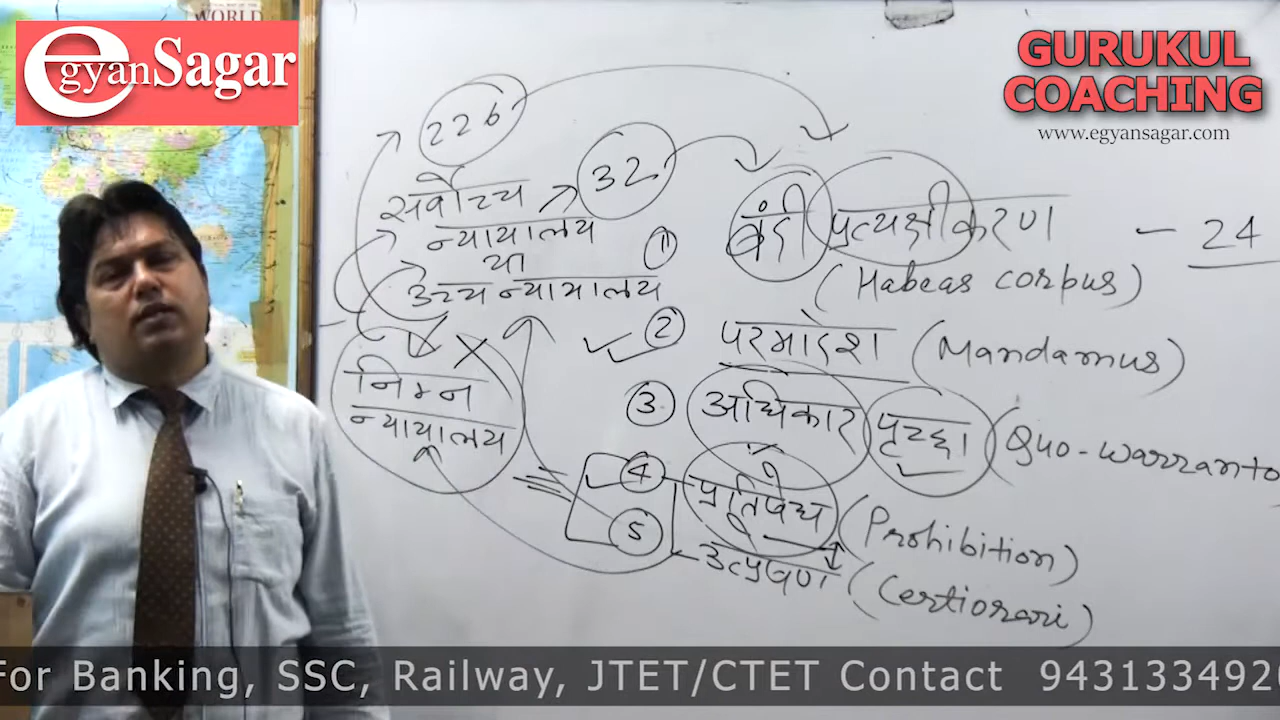 WORLD
egyanSagar
GURUKUL
COACHING
www.egyansagar.com
226
32
सर्वोच्च
न्यायालय
या
उच्च न्यायालय
निम्न
न्यायालय
① बंदी प्रत्यक्षीकरण - 24
(Habeas corpus)
② परमादेश (Mandamus)
③ अधिकार पृच्छा (Quo-warranto
④ प्रतिषेध (Prohibition)
⑤ उत्प्रेषण (Certiorari)
For Banking, SSC, Railway, JTET/CTET Contact 943133492